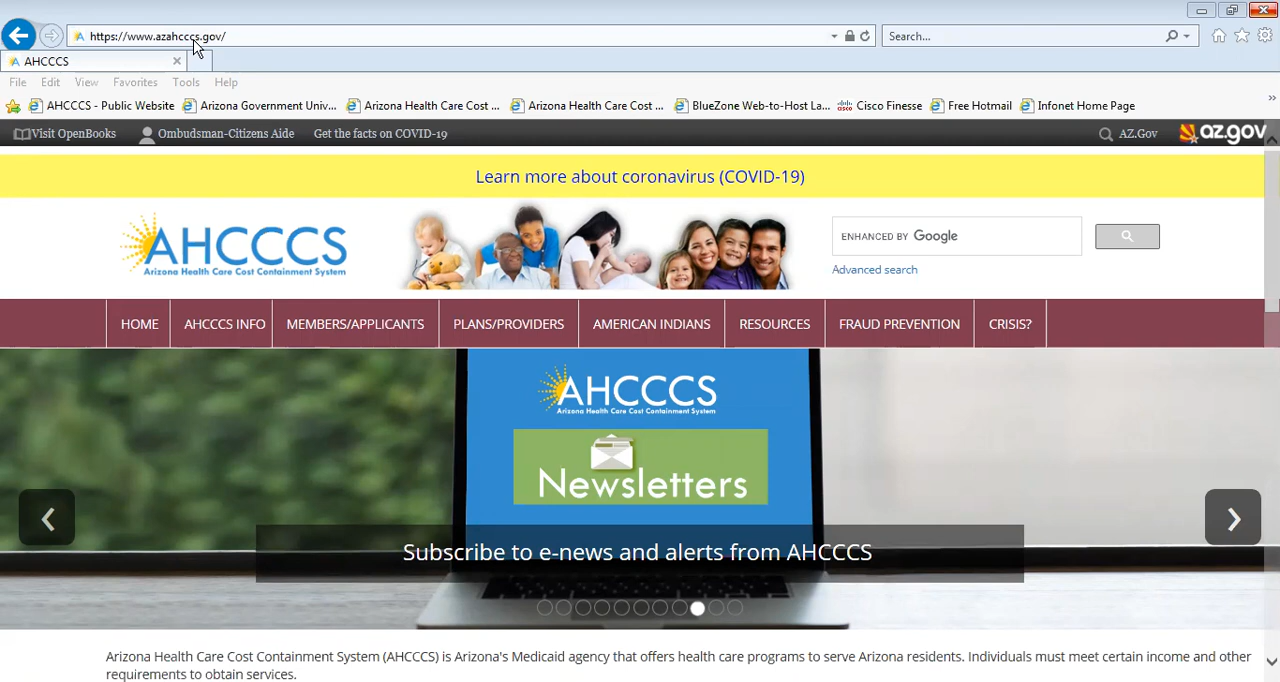 https://www.azahcccs.gov/
Search...
AHCCCS
File Edit View Favorites Tools Help
AHCCCS - Public Website Arizona Government Univ... Arizona Health Care Cost ... Arizona Health Care Cost ... BlueZone Web-to-Host La... Cisco Finesse Free Hotmail Infonet Home Page
Visit OpenBooks Ombudsman-Citizens Aide Get the facts on COVID-19 AZ.Gov az.gov
Learn more about coronavirus (COVID-19)
AHCCCS
Arizona Health Care Cost Containment System
ENHANCED BY Google
Advanced search
HOME AHCCCS INFO MEMBERS/APPLICANTS PLANS/PROVIDERS AMERICAN INDIANS RESOURCES FRAUD PREVENTION CRISIS?
AHCCCS
Arizona Health Care Cost Containment System
Newsletters
Subscribe to e-news and alerts from AHCCCS
Arizona Health Care Cost Containment System (AHCCCS) is Arizona's Medicaid agency that offers health care programs to serve Arizona residents. Individuals must meet certain income and other
requirements to obtain services.